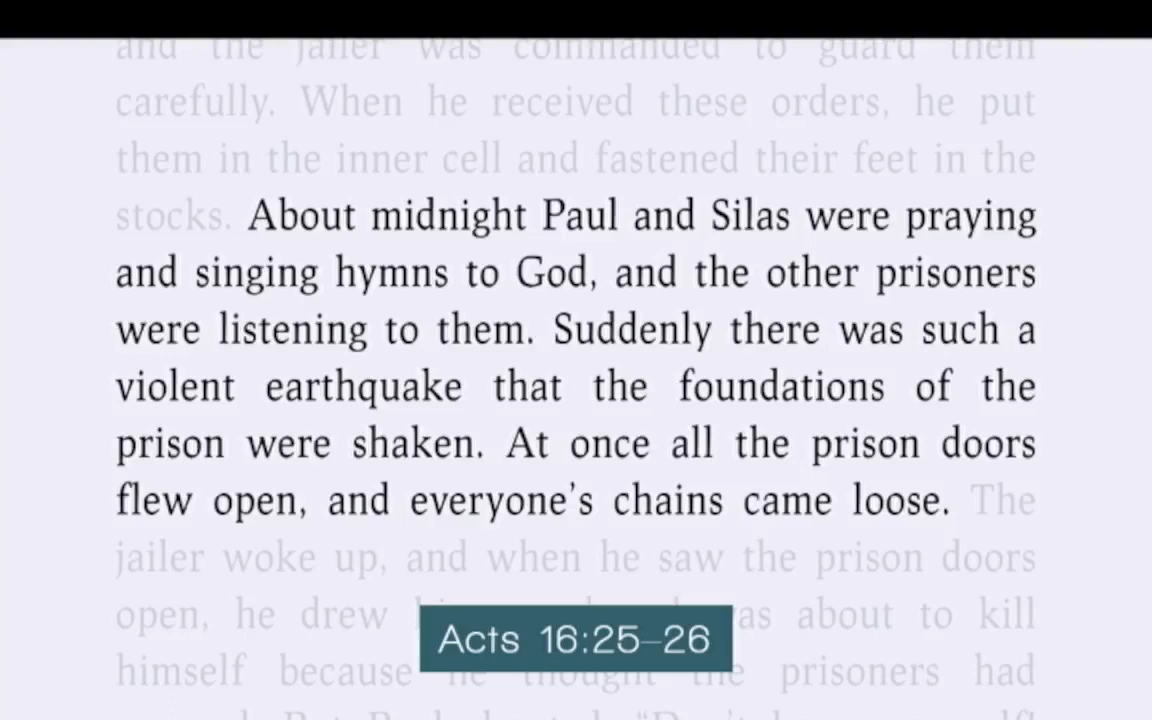 and the jailer was commanded to guard them
carefully. When he received these orders, he put
them in the inner cell and fastened their feet in the
stocks. About midnight Paul and Silas were praying
and singing hymns to God, and the other prisoners
were listening to them. Suddenly there was such a
violent earthquake that the foundations of the
prison were shaken. At once all the prison doors
flew open, and everyone’s chains came loose. The
jailer woke up, and when he saw the prison doors
open, he drew was about to kill
himself because he thought the prisoners had
Acts 16:25–26